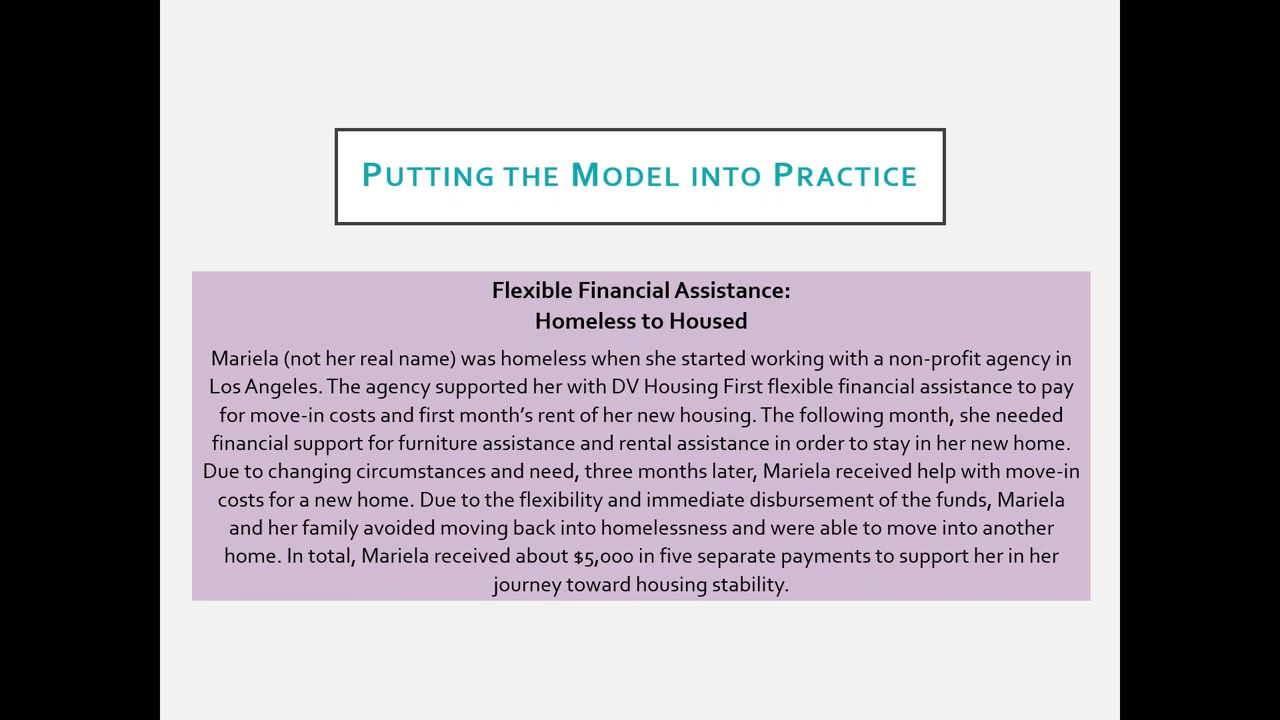 Putting the Model into Practice
Flexible Financial Assistance:
Homeless to Housed
Mariela (not her real name) was homeless when she started working with a non-profit agency in
Los Angeles. The agency supported her with DV Housing First flexible financial assistance to pay
for move-in costs and first month’s rent of her new housing. The following month, she needed
financial support for furniture assistance and rental assistance in order to stay in her new home.
Due to changing circumstances and need, three months later, Mariela received help with move-in
costs for a new home. Due to the flexibility and immediate disbursement of the funds, Mariela
and her family avoided moving back into homelessness and were able to move into another
home. In total, Mariela received about $5,000 in five separate payments to support her in her
journey toward housing stability.